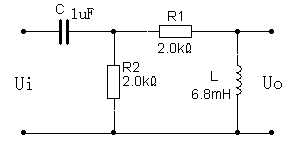 C 1uF
R1
2.0kΩ
R2
2.0kΩ
L
6.8mH
Ui
Uo